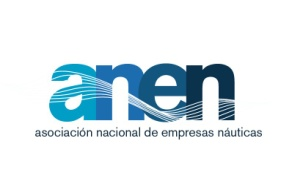 anen
asociación nacional de empresas náuticas